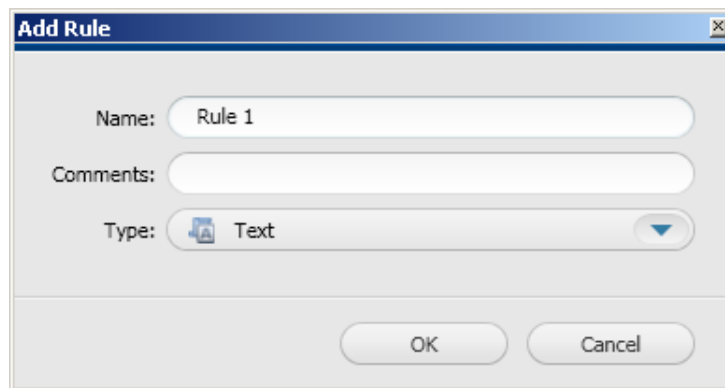 Add Rule
Name: Rule 1
Comments:
Type: Text
OK Cancel